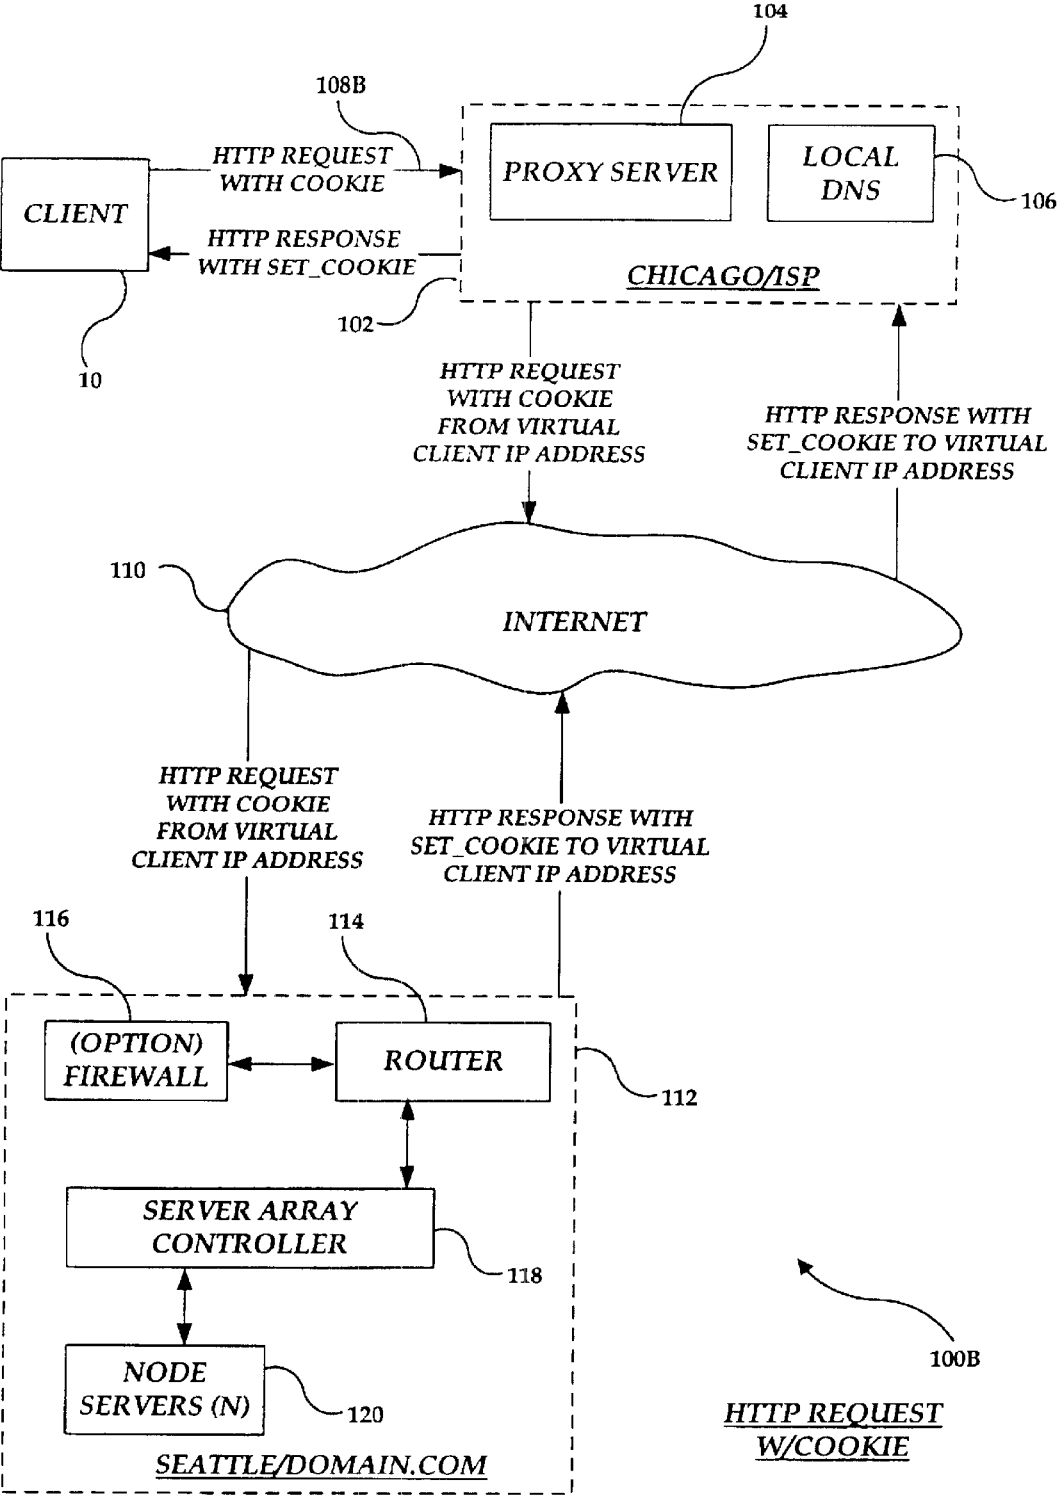 104
108B
HTTP REQUEST
WITH COOKIE
CLIENT
HTTP RESPONSE
WITH SET_COOKIE
10
PROXY SERVER
LOCAL
DNS
106
CHICAGO/ISP
102
HTTP REQUEST
WITH COOKIE
FROM VIRTUAL
CLIENT IP ADDRESS
HTTP RESPONSE WITH
SET_COOKIE TO VIRTUAL
CLIENT IP ADDRESS
110
INTERNET
HTTP REQUEST
WITH COOKIE
FROM VIRTUAL
CLIENT IP ADDRESS
HTTP RESPONSE WITH
SET_COOKIE TO VIRTUAL
CLIENT IP ADDRESS
116
114
(OPTION)
FIREWALL
ROUTER
112
SERVER ARRAY
CONTROLLER
118
NODE
SERVERS (N)
120
SEATTLE/DOMAIN.COM
100B
HTTP REQUEST
W/COOKIE